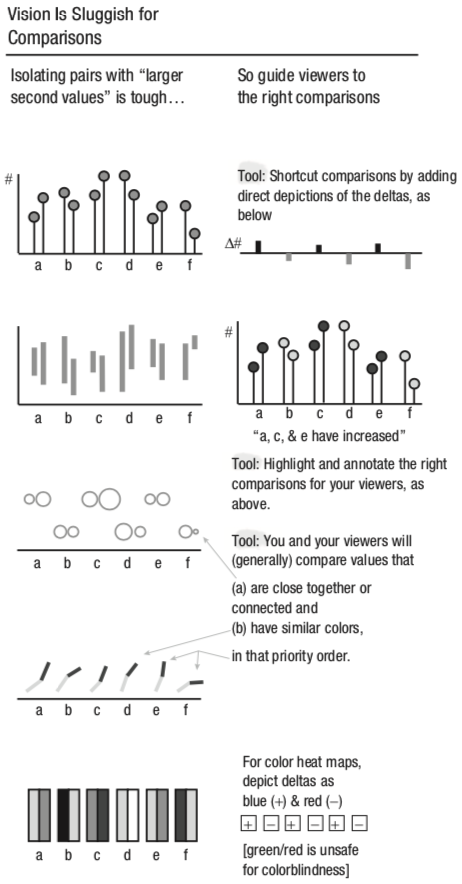 Vision Is Sluggish for
Comparisons
Isolating pairs with “larger
second values” is tough…
So guide viewers to
the right comparisons
#
a b c d e f
Tool: Shortcut comparisons by adding
direct depictions of the deltas, as
below
Δ#
a b c d e f
#
a b c d e f
“a, c, & e have increased”
Tool: Highlight and annotate the right
comparisons for your viewers, as
above.
a b c d e f
Tool: You and your viewers will
(generally) compare values that
(a) are close together or
connected and
(b) have similar colors,
in that priority order.
a b c d e f
a b c d e f
For color heat maps,
depict deltas as
blue (+) & red (–)
+ – + – + –
[green/red is unsafe
for colorblindness]